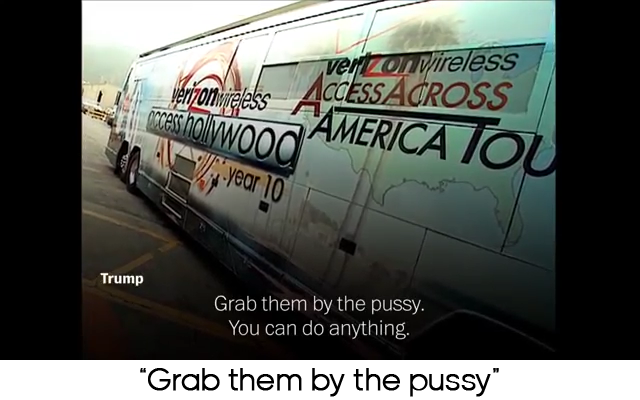 verizonwireless
ACCESS ACROSS
AMERICA TOU
verizonwireless
access hollywood
year 10
Trump
Grab them by the pussy.
You can do anything.
“Grab them by the pussy”